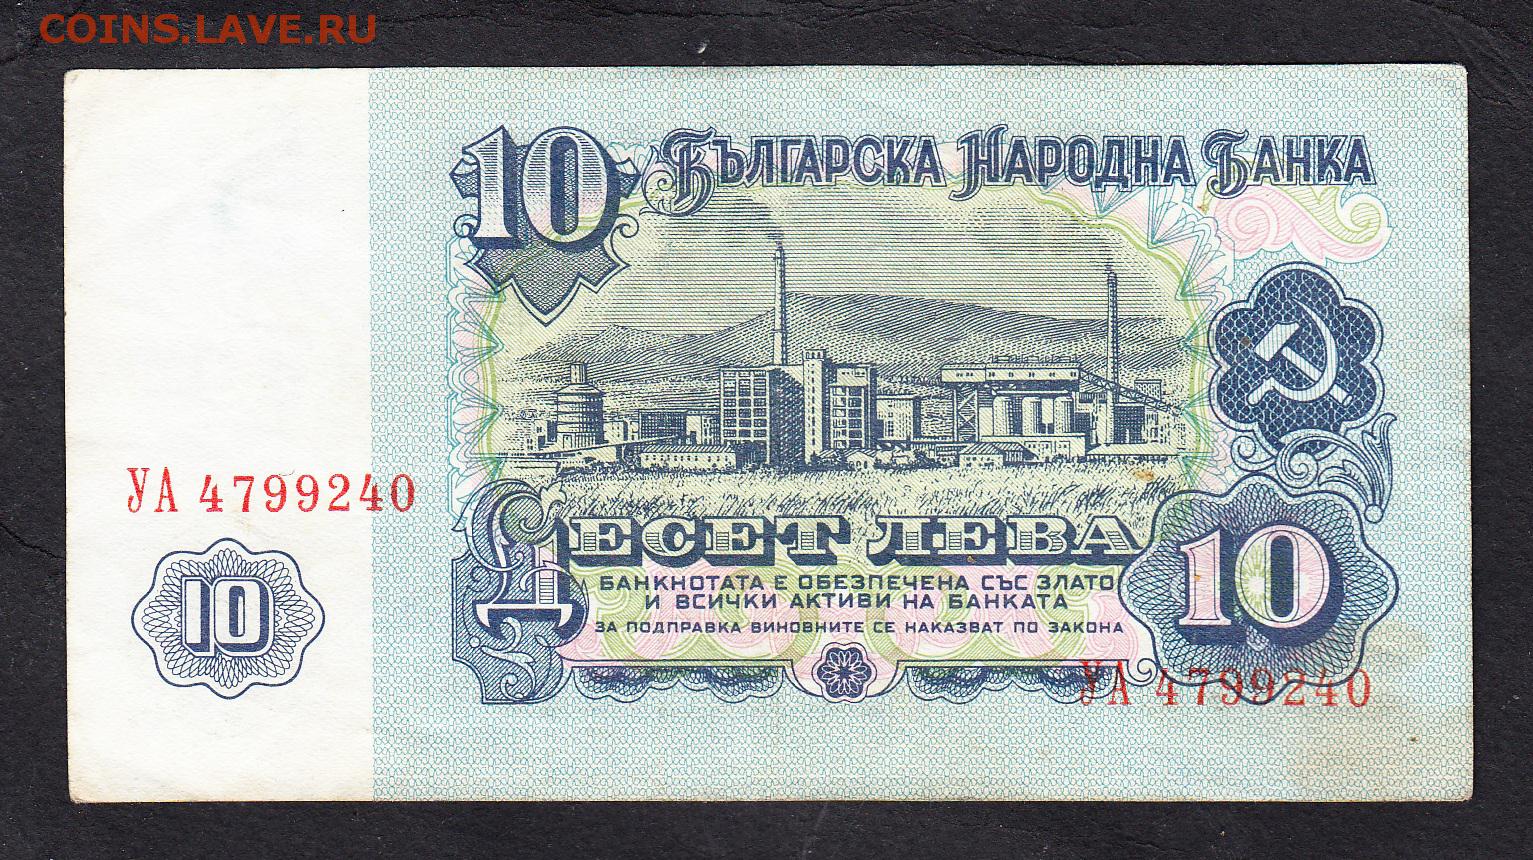 COINS.LAVE.RU
10 БЪЛГАРСКА НАРОДНА БАНКА
УА 4799240
ДЕСЕТ ЛЕВА
10
10
БАНКНОТАТА Е ОБЕЗПЕЧЕНА СЪС ЗЛАТО
И ВСИЧКИ АКТИВИ НА БАНКАТА
ЗА ПОДПРАВКА ВИНОВНИТЕ СЕ НАКАЗВАТ ПО ЗАКОНА
УА 4799240